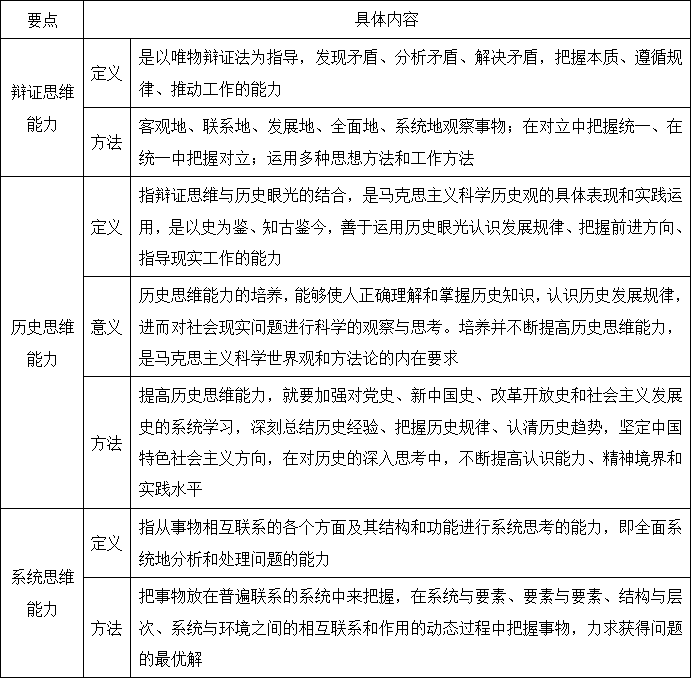 要点
具体内容
辩证思维
能力
定义
是以唯物辩证法为指导，发现矛盾、分析矛盾、解决矛盾，把握本质、遵循规
律、推动工作的能力
方法
客观地、联系地、发展地、全面地、系统地观察事物；在对立中把握统一、在
统一中把握对立；运用多种思想方法和工作方法
历史思维
能力
定义
指辩证思维与历史眼光的结合，是马克思主义科学历史观的具体表现和实践运
用，是以史为鉴、知古鉴今，善于运用历史眼光认识发展规律、把握前进方向、
指导现实工作的能力
意义
历史思维能力的培养，能够使人正确理解和掌握历史知识，认识历史发展规律，
进而对社会现实问题进行科学的观察与思考。培养并不断提高历史思维能力，
是马克思主义科学世界观和方法论的内在要求
方法
提高历史思维能力，就要加强对党史、新中国史、改革开放史和社会主义发展
史的系统学习，深刻总结历史经验、把握历史规律、认清历史趋势，坚定中国
特色社会主义方向，在对历史的深入思考中，不断提高认识能力、精神境界和
实践水平
系统思维
能力
定义
指从事物相互联系的各个方面及其结构和功能进行系统思考的能力，即全面系
统地分析和处理问题的能力
方法
把事物放在普遍联系的系统中来把握，在系统与要素、要素与要素、结构与层
次、系统与环境之间的相互联系和作用的动态过程中把握事物，力求获得问题
的最优解